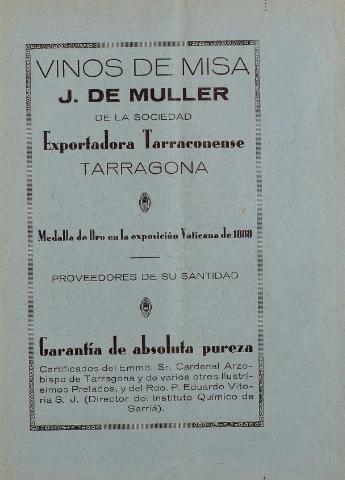 VINOS DE MISA
J. DE MULLER
DE LA SOCIEDAD
Exportadora Tarraconense
TARRAGONA
Medalla de Oro en la exposición Vaticana de 1888
PROVEEDORES DE SU SANTIDAD
Garantía de absoluta pureza
Certificados del Emmo. Sr. Cardenal Arzo-
bispo de Tarragona y de varios otros Ilustrí-
simos Prelados, y del Rdo. P. Eduardo Vito-
ria S. J. (Director del Instituto Químico de
Sarriá).